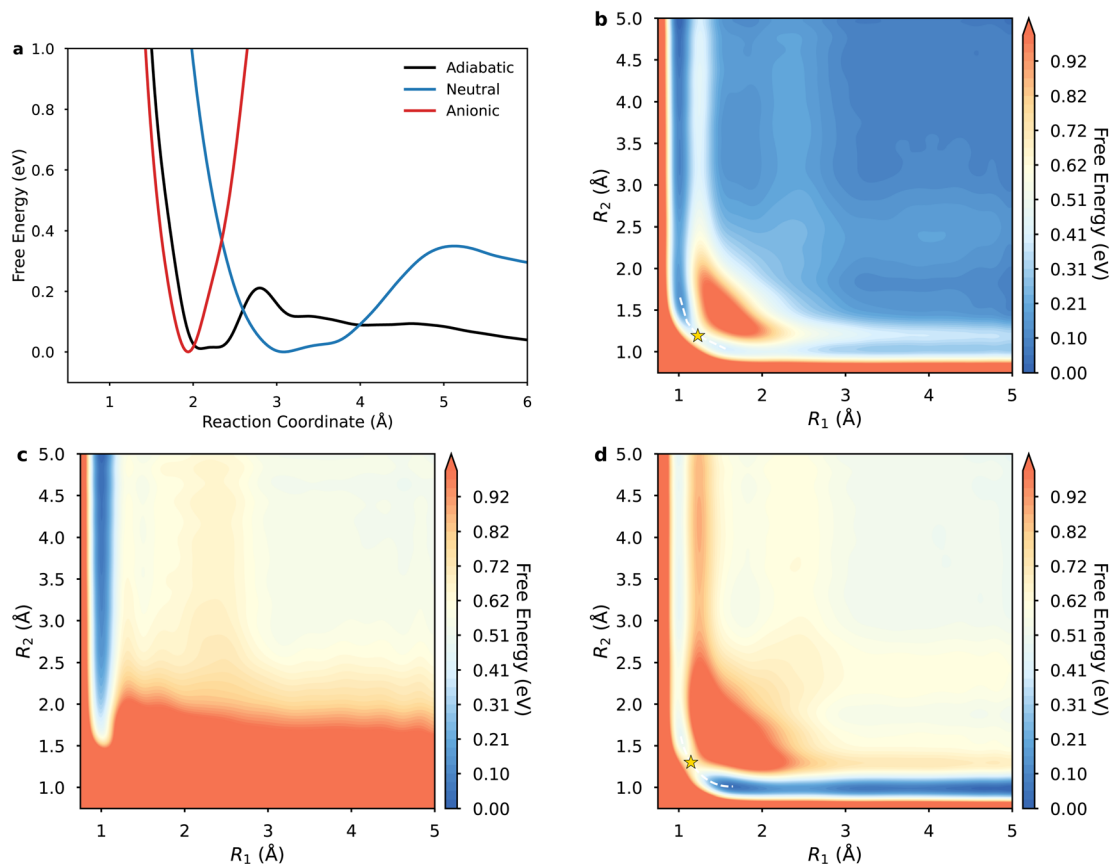 a
1.0
0.8
0.6
0.4
0.2
0.0
Free Energy (eV)
Adiabatic
Neutral
Anionic
1 2 3 4 5 6
Reaction Coordinate (Å)
b
5.0
4.5
4.0
3.5
3.0
2.5
2.0
1.5
1.0
R2 (Å)
1 2 3 4 5
R1 (Å)
0.92
0.82
0.72
0.62
0.51
0.41
0.31
0.21
0.10
0.00
Free Energy (eV)
c
5.0
4.5
4.0
3.5
3.0
2.5
2.0
1.5
1.0
R2 (Å)
1 2 3 4 5
R1 (Å)
0.92
0.82
0.72
0.62
0.51
0.41
0.31
0.21
0.10
0.00
Free Energy (eV)
d
5.0
4.5
4.0
3.5
3.0
2.5
2.0
1.5
1.0
R2 (Å)
1 2 3 4 5
R1 (Å)
0.92
0.82
0.72
0.62
0.51
0.41
0.31
0.21
0.10
0.00
Free Energy (eV)